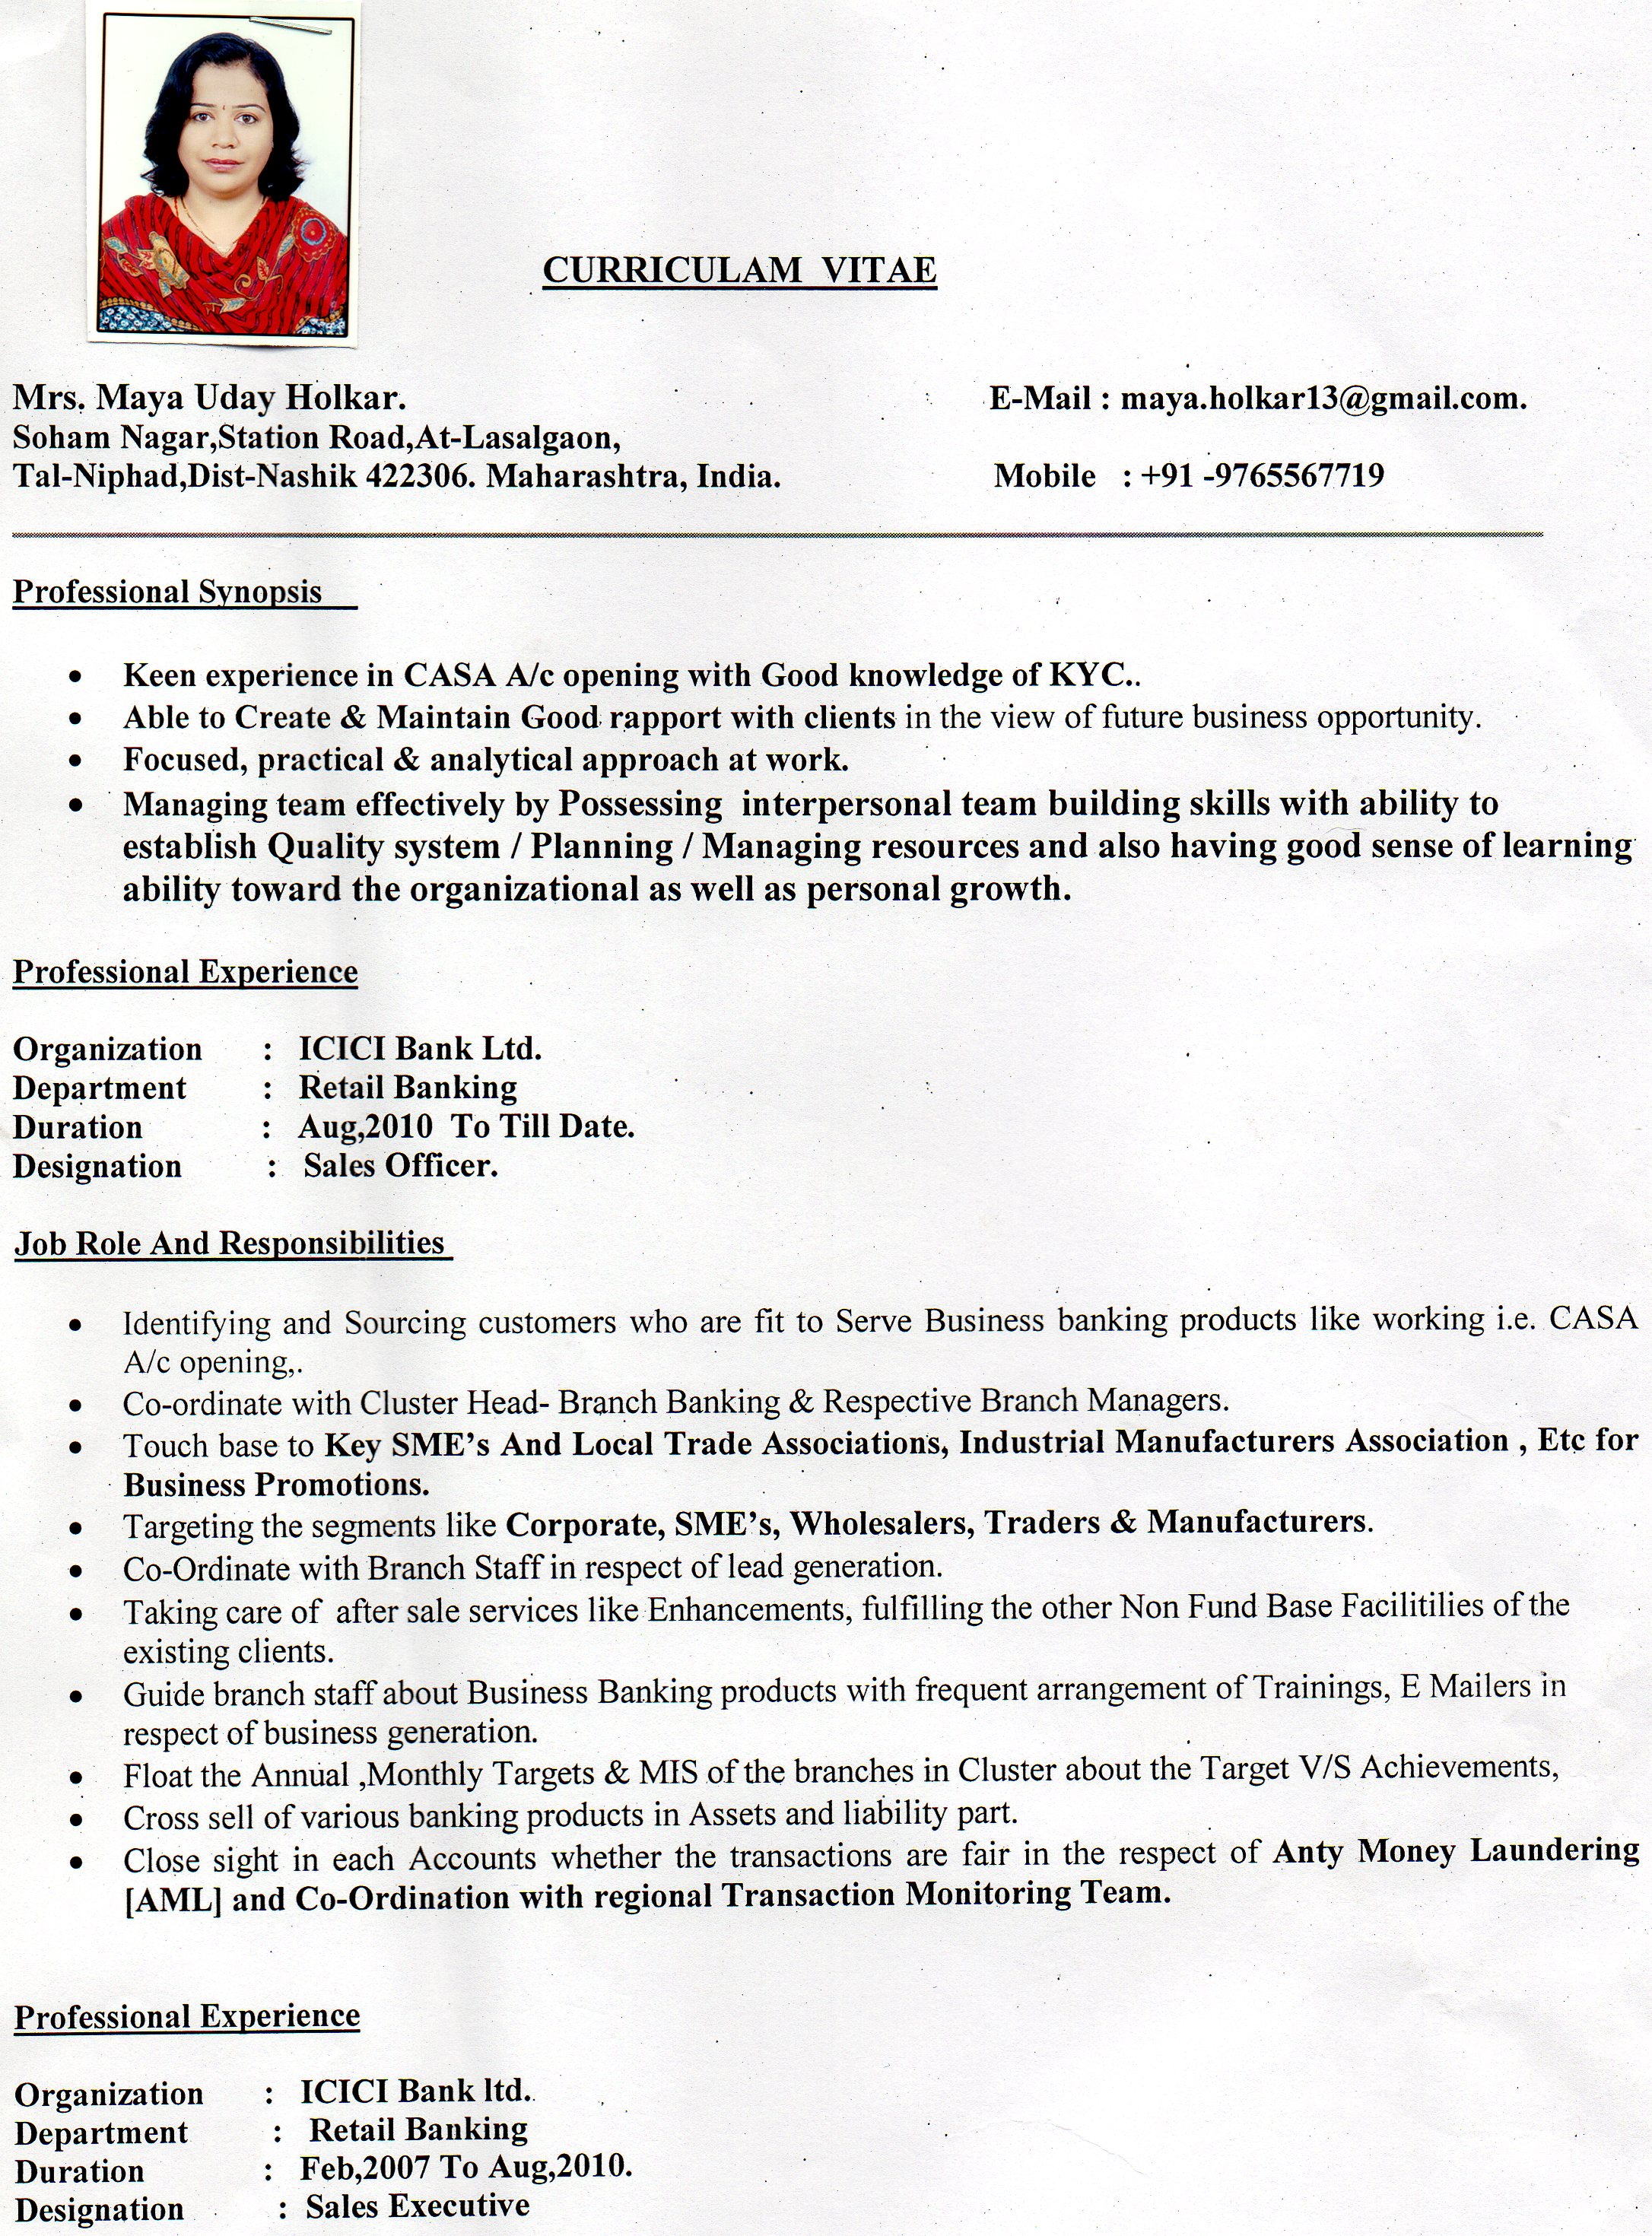 CURRICULAM VITAE
Mrs. Maya Uday Holkar. E-Mail : maya.holkar13@gmail.com.
Soham Nagar,Station Road,At-Lasalgaon,
Tal-Niphad,Dist-Nashik 422306. Maharashtra, India. Mobile : +91 -9765567719
Professional Synopsis
• Keen experience in CASA A/c opening with Good knowledge of KYC..
• Able to Create & Maintain Good rapport with clients in the view of future business opportunity.
• Focused, practical & analytical approach at work.
• Managing team effectively by Possessing interpersonal team building skills with ability to
establish Quality system / Planning / Managing resources and also having good sense of learning
ability toward the organizational as well as personal growth.
Professional Experience
Organization : ICICI Bank Ltd.
Department : Retail Banking
Duration : Aug,2010 To Till Date.
Designation : Sales Officer.
Job Role And Responsibilities
• Identifying and Sourcing customers who are fit to Serve Business banking products like working i.e. CASA
A/c opening,.
• Co-ordinate with Cluster Head- Branch Banking & Respective Branch Managers.
• Touch base to Key SME's And Local Trade Associations, Industrial Manufacturers Association , Etc for
Business Promotions.
• Targeting the segments like Corporate, SME's, Wholesalers, Traders & Manufacturers.
• Co-Ordinate with Branch Staff in respect of lead generation.
• Taking care of after sale services like Enhancements, fulfilling the other Non Fund Base Facilitilies of the
existing clients.
• Guide branch staff about Business Banking products with frequent arrangement of Trainings, E Mailers in
respect of business generation.
• Float the Annual ,Monthly Targets & MIS of the branches in Cluster about the Target V/S Achievements,
• Cross sell of various banking products in Assets and liability part.
• Close sight in each Accounts whether the transactions are fair in the respect of Anty Money Laundering
[AML] and Co-Ordination with regional Transaction Monitoring Team.
Professional Experience
Organization : ICICI Bank ltd.
Department : Retail Banking
Duration : Feb,2007 To Aug,2010.
Designation : Sales Executive